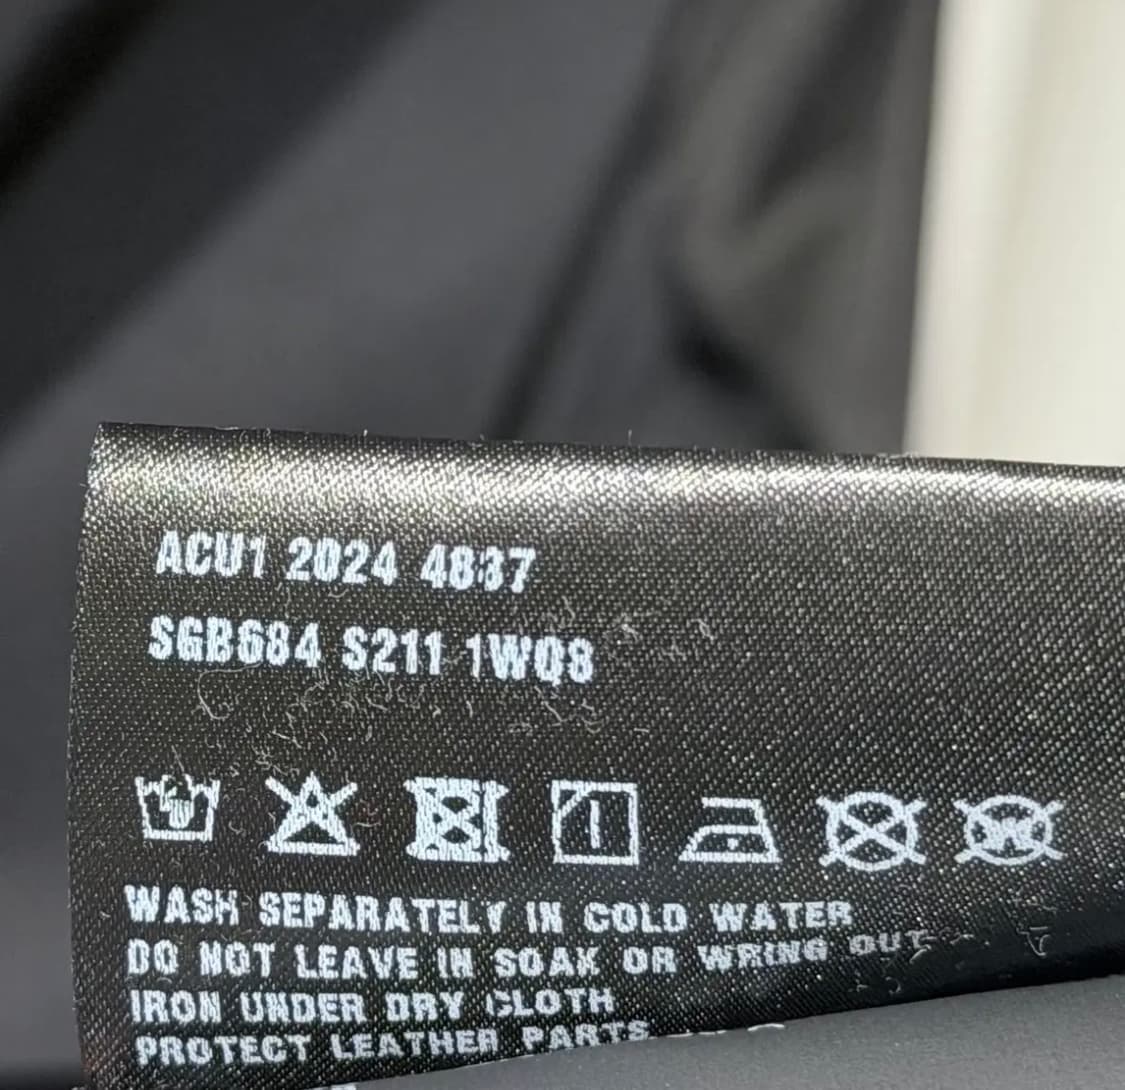 ACU1 2024 4837
SGB684 S211 1WQ8
WASH SEPARATELY IN COLD WATER
DO NOT LEAVE IN SOAK OR WRING OUT
IRON UNDER DRY CLOTH
PROTECT LEATHER PARTS